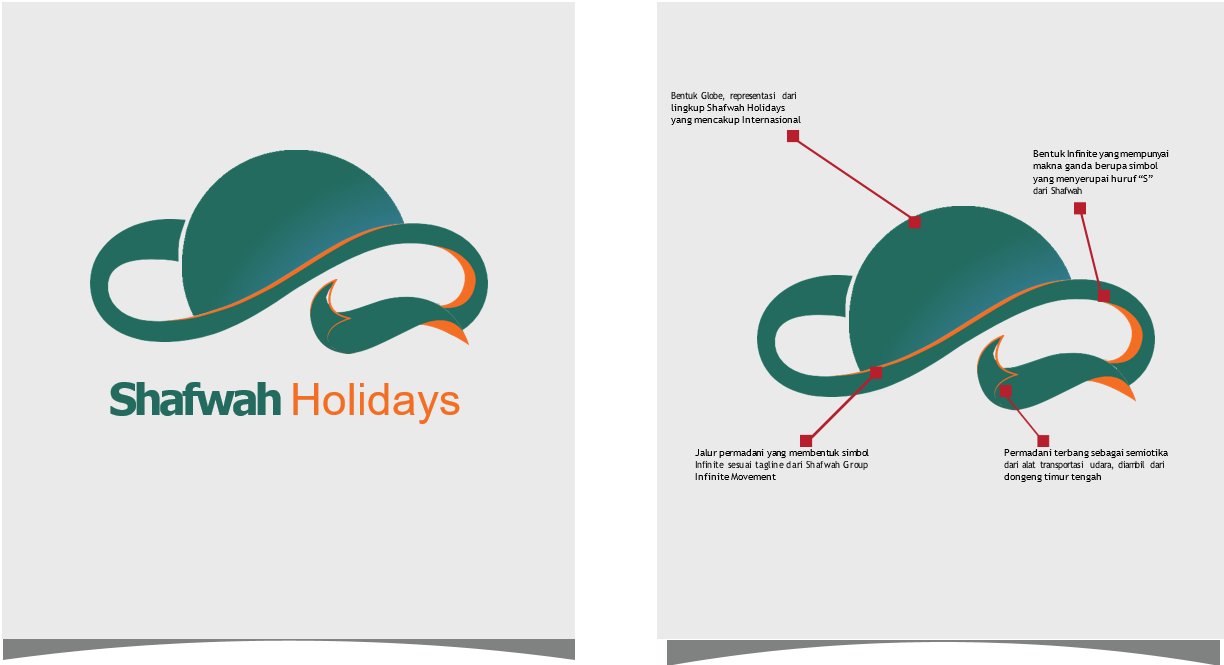 Shafwah Holidays
Bentuk Globe, representasi dari
lingkup Shafwah Holidays
yang mencakup Internasional
Bentuk Infinite yang mempunyai
makna ganda berupa simbol
yang menyerupai huruf “S”
dari Shafwah
Jalur permadani yang membentuk simbol
Infinite sesuai tagline dari Shafwah Group
Infinite Movement
Permadani terbang sebagai semiotika
dari alat transportasi udara, diambil dari
dongeng timur tengah